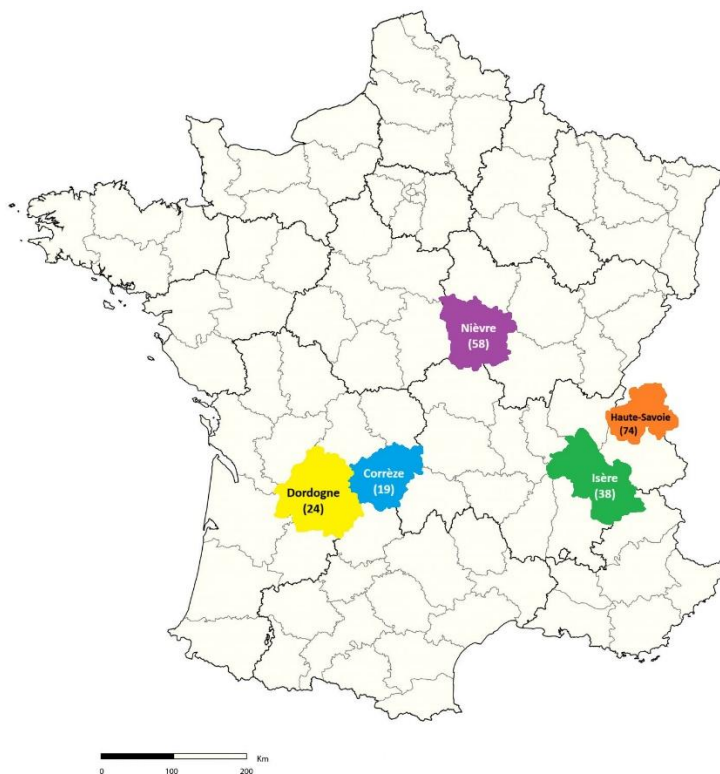 Nièvre
(58)
Haute-Savoie
(74)
Corrèze
(19)
Isère
(38)
Dordogne
(24)
Km
0 100 200